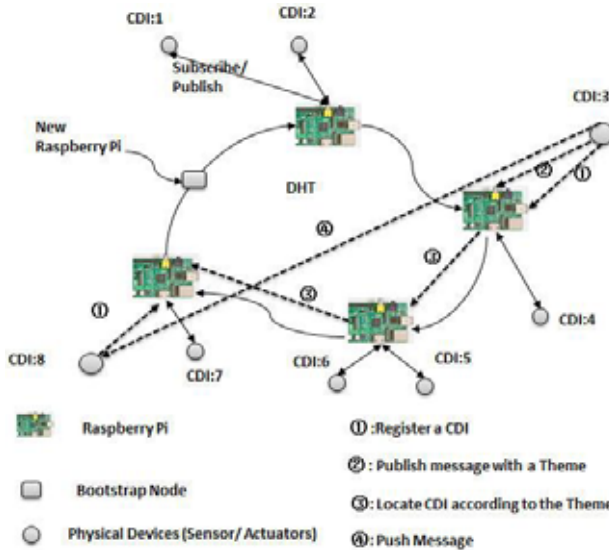 CDI:1
CDI:2
Subscribe/
Publish
CDI:3
New
Raspberry Pi
DHT
②
①
④
③
③
①
CDI:4
CDI:8
CDI:7
CDI:6
CDI:5
Raspberry Pi
①:Register a CDI
②: Publish message with a Theme
Bootstrap Node
③: Locate CDI according to the Theme
Physical Devices (Sensor/ Actuators)
④: Push Message